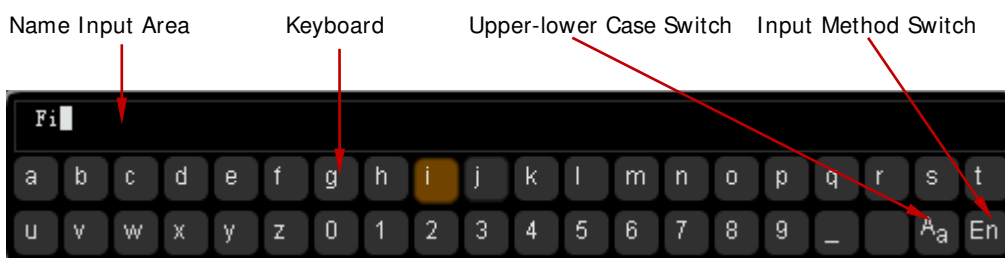 Name Input Area Keyboard Upper-lower Case Switch Input Method Switch
Fi
a b c d e f g h i j k l m n o p q r s t
u v w x y z 0 1 2 3 4 5 6 7 8 9 _ Aa En